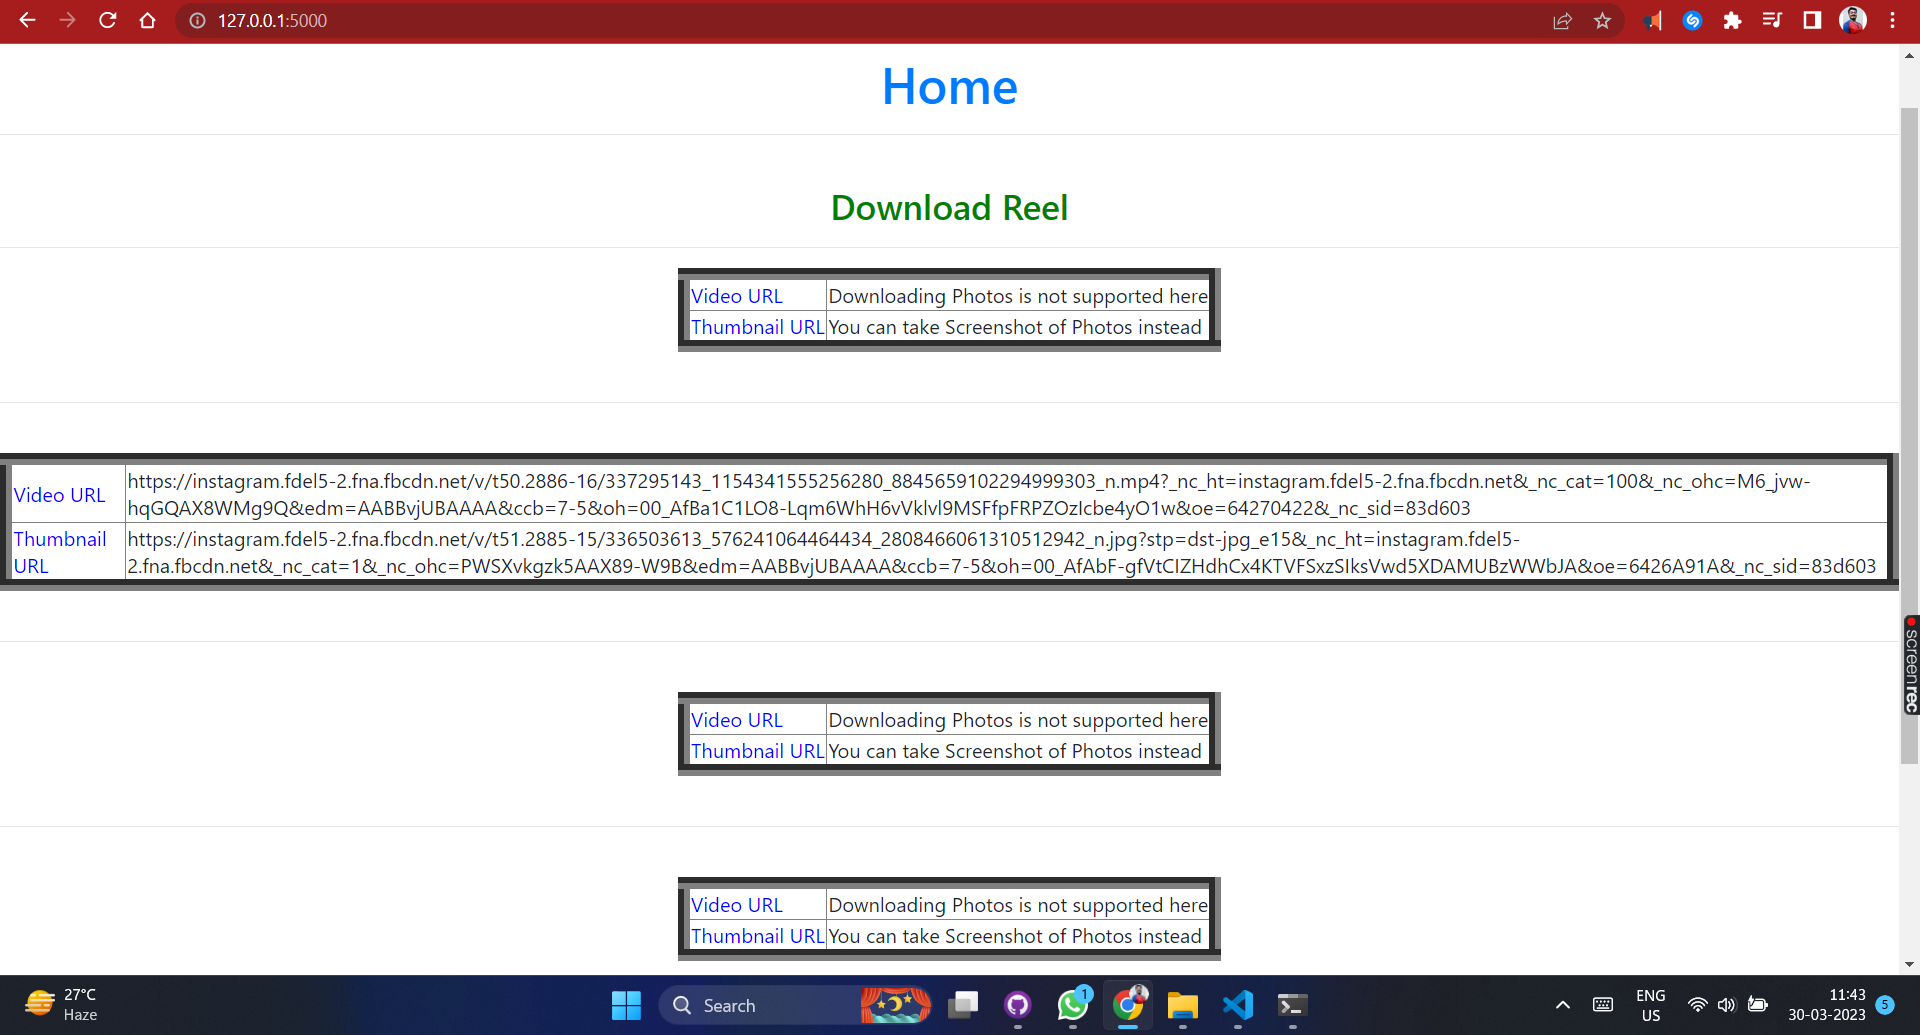 127.0.0.1:5000
Home
Download Reel
Video URL Downloading Photos is not supported here
Thumbnail URL You can take Screenshot of Photos instead
Video URL
https://instagram.fdel5-2.fna.fbcdn.net/v/t50.2886-16/337295143_1154341555256280_8845659102294999303_n.mp4?_nc_ht=instagram.fdel5-2.fna.fbcdn.net&_nc_cat=100&_nc_ohc=M6_jvw-
hqGQAX8WMg9Q&edm=AABBvjUBAAAA&ccb=7-5&oh=00_AfBa1C1LO8-Lqm6WhH6vVklvl9MSFfpFRPZOzIcbe4yO1w&oe=64270422&_nc_sid=83d603
Thumbnail
URL
https://instagram.fdel5-2.fna.fbcdn.net/v/t51.2885-15/336503613_576241064464434_2808466061310512942_n.jpg?stp=dst-jpg_e15&_nc_ht=instagram.fdel5-
2.fna.fbcdn.net&_nc_cat=1&_nc_ohc=PWSXvkgzk5AAX89-W9B&edm=AABBvjUBAAAA&ccb=7-5&oh=00_AfAbF-gfVtCIZHdhCx4KTVFSxzSIksVwd5XDAMUBzWWbJA&oe=6426A91A&_nc_sid=83d603
screenrec
Video URL Downloading Photos is not supported here
Thumbnail URL You can take Screenshot of Photos instead
Video URL Downloading Photos is not supported here
Thumbnail URL You can take Screenshot of Photos instead
27°C
Haze
Search
1
ENG
US
11:43
30-03-2023
5